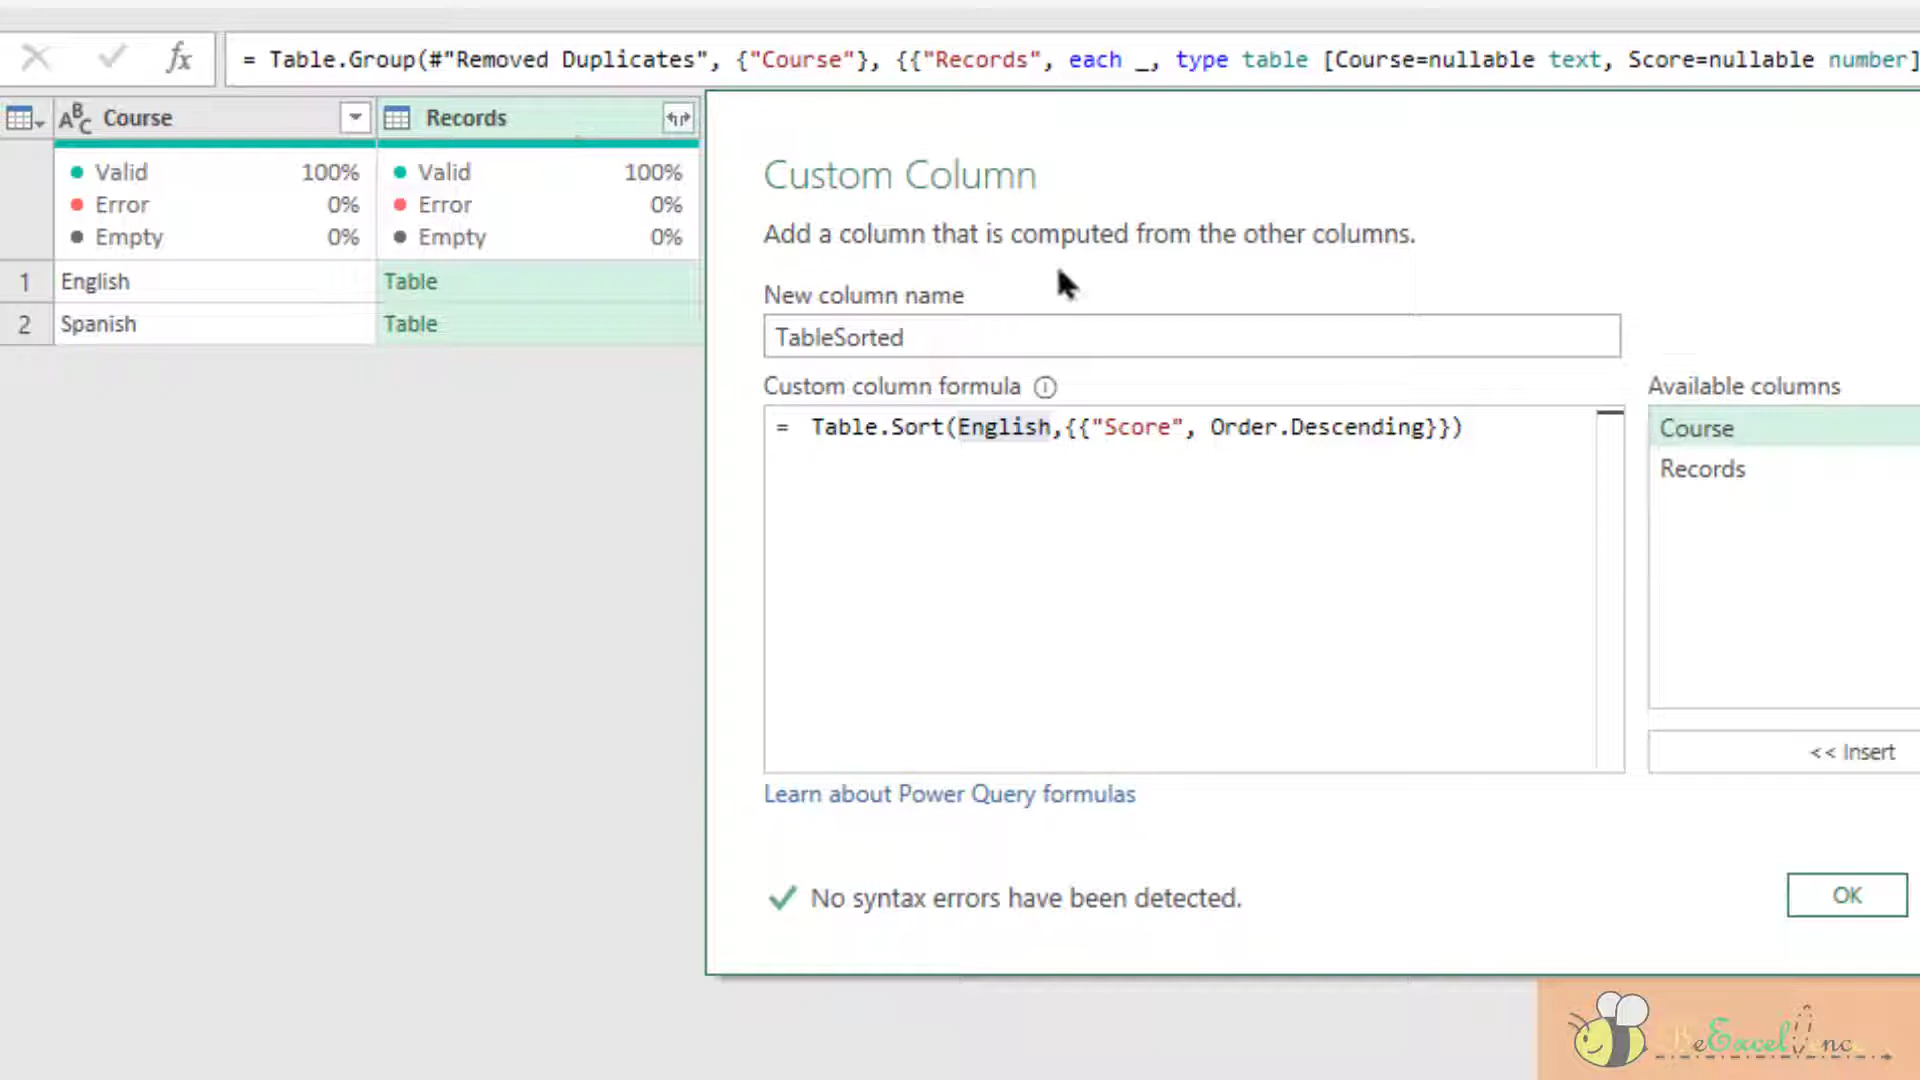 fx = Table.Group(#"Removed Duplicates", {"Course"}, {{"Records", each _, type table [Course=nullable text, Score=nullable number]
ABC Course Records
Valid 100% Valid 100%
Error 0% Error 0%
Empty 0% Empty 0%
1 English Table
2 Spanish Table
Custom Column
Add a column that is computed from the other columns.
New column name
TableSorted
Custom column formula
Available columns
= Table.Sort(English,{{"Score", Order.Descending}})
Course
Records
<< Insert
Learn about Power Query formulas
No syntax errors have been detected.
OK